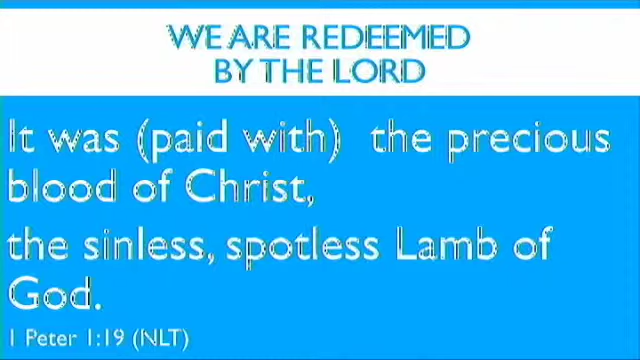 WE ARE REDEEMED
BY THE LORD
It was (paid with) the precious
blood of Christ,
the sinless, spotless Lamb of
God.
1 Peter 1:19 (NLT)